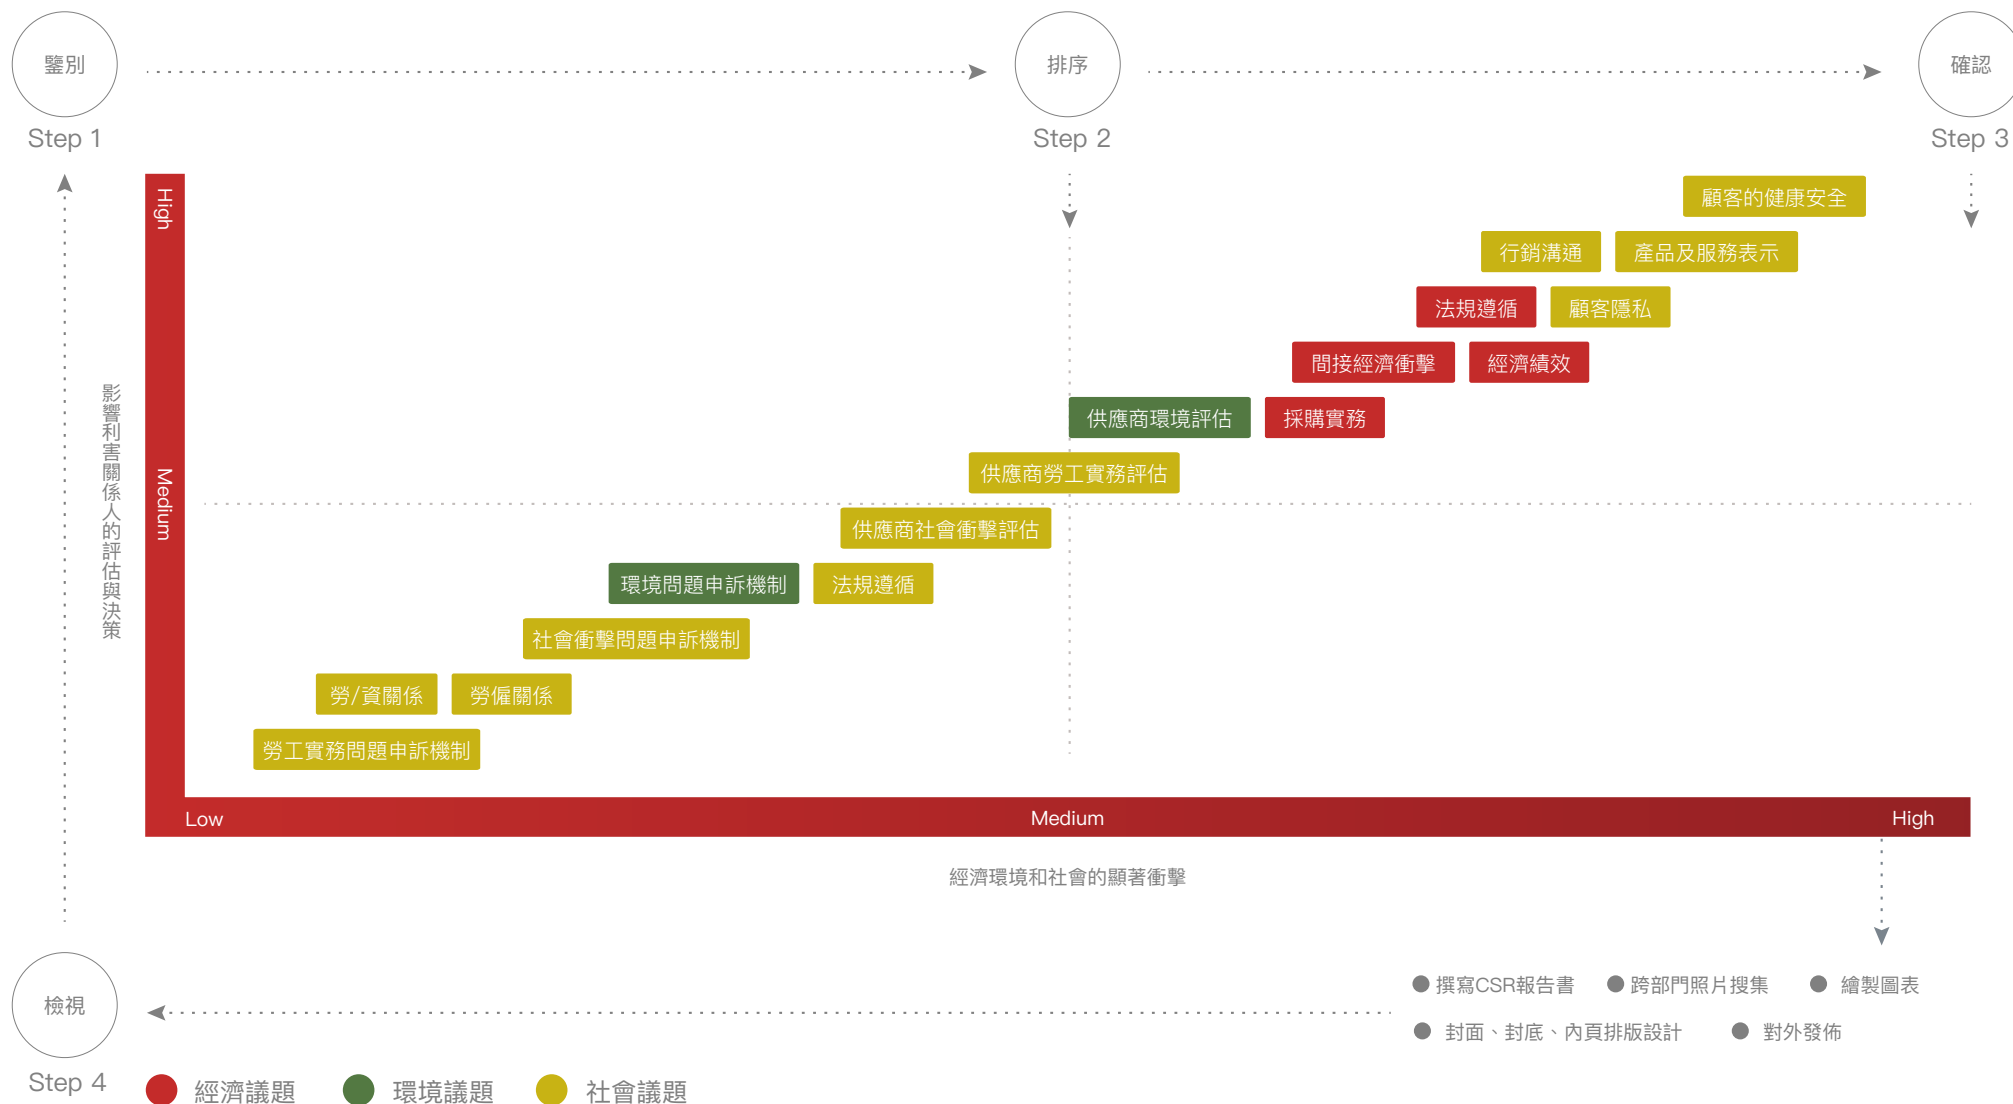 鑒別
排序
確認
Step 1
Step 2
Step 3
High
顧客的健康安全
行銷溝通
產品及服務表示
法規遵循
顧客隱私
間接經濟衝擊
經濟績效
供應商環境評估
採購實務
影響利害關係人的評估與決策
Medium
供應商勞工實務評估
供應商社會衝擊評估
環境問題申訴機制
法規遵循
社會衝擊問題申訴機制
勞/資關係
勞僱關係
勞工實務問題申訴機制
Low
Medium
High
經濟環境和社會的顯著衝擊
撰寫CSR報告書
跨部門照片搜集
繪製圖表
封面、封底、內頁排版設計
對外發佈
檢視
Step 4
經濟議題
環境議題
社會議題